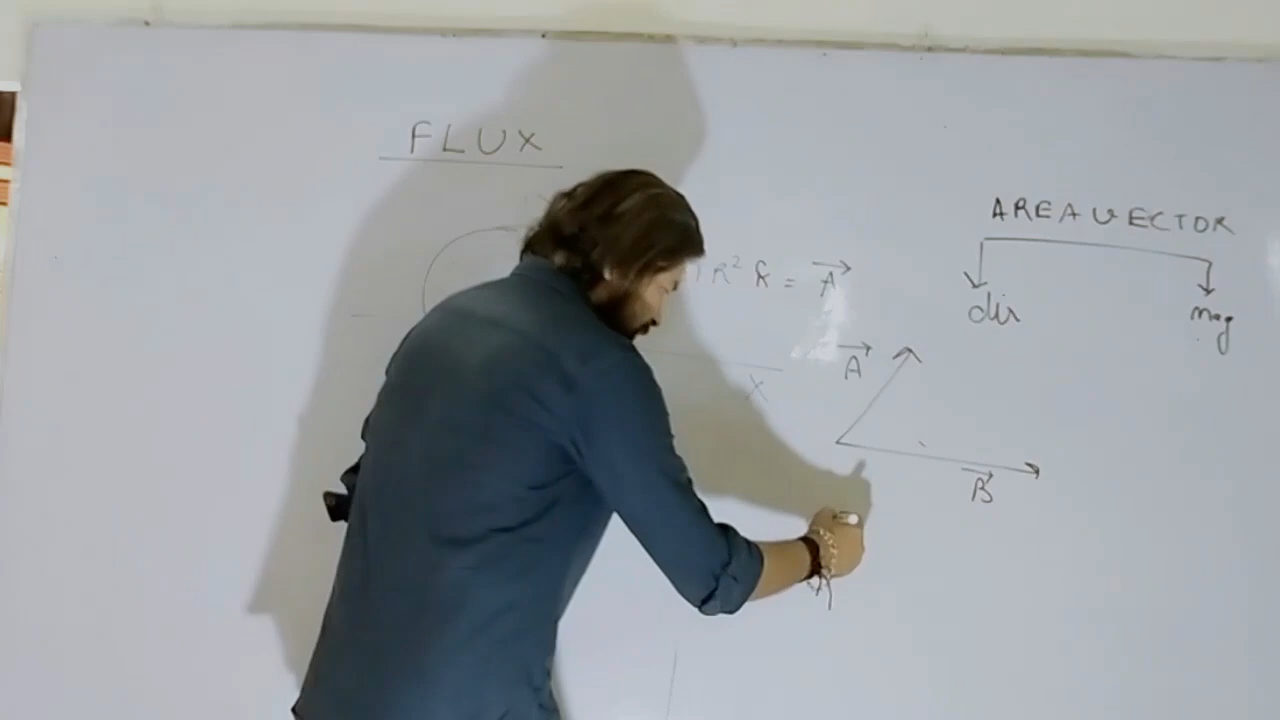 FLUX
AREA VECTOR
R² k̂ = A⃗
dir
mag
A⃗
X
B⃗